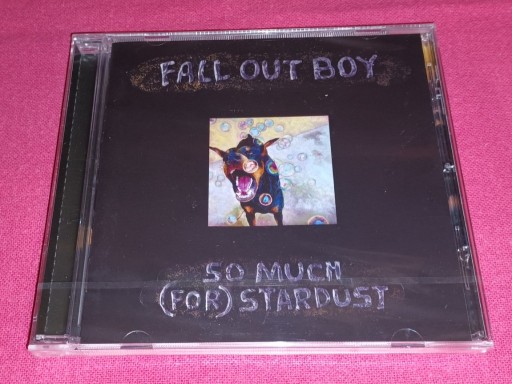 FALL OUT BOY
SO MUCH
(FOR) STARDUST